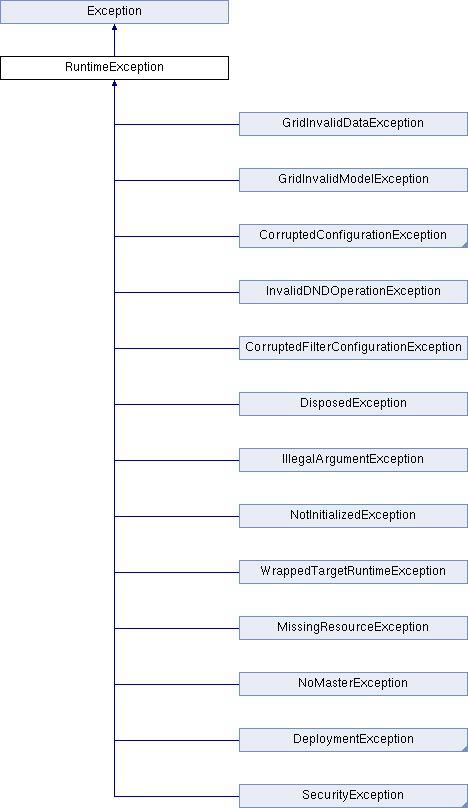 Exception
RuntimeException
GridInvalidDataException
GridInvalidModelException
CorruptedConfigurationException
InvalidDNDOperationException
CorruptedFilterConfigurationException
DisposedException
IllegalArgumentException
NotInitializedException
WrappedTargetRuntimeException
MissingResourceException
NoMasterException
DeploymentException
SecurityException